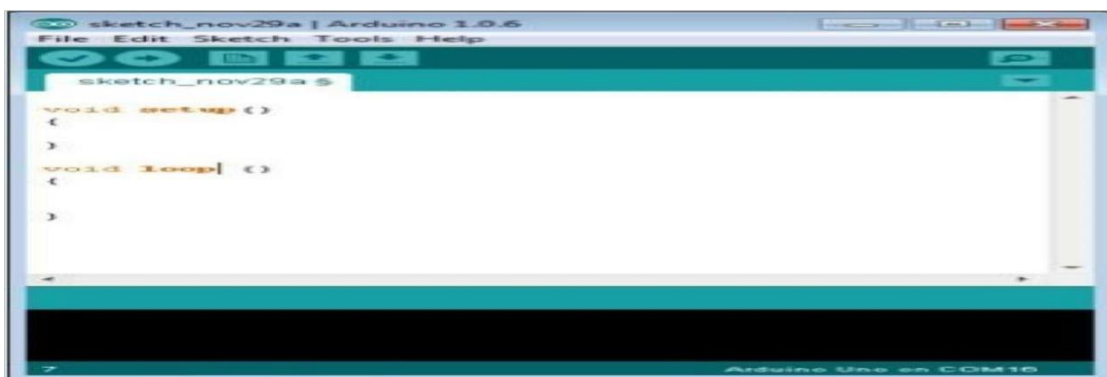 sketch_nov29a | Arduino 1.0.6
File Edit Sketch Tools Help
sketch_nov29a §
void setup()
{
}
void loop ()
{
}
7
Arduino Uno on COM16